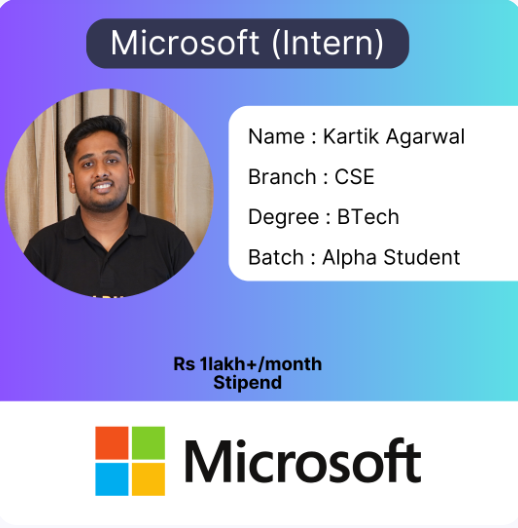 Microsoft (Intern)
Name : Kartik Agarwal
Branch : CSE
Degree : BTech
Batch : Alpha Student
Rs 1lakh+/month
Stipend
Microsoft